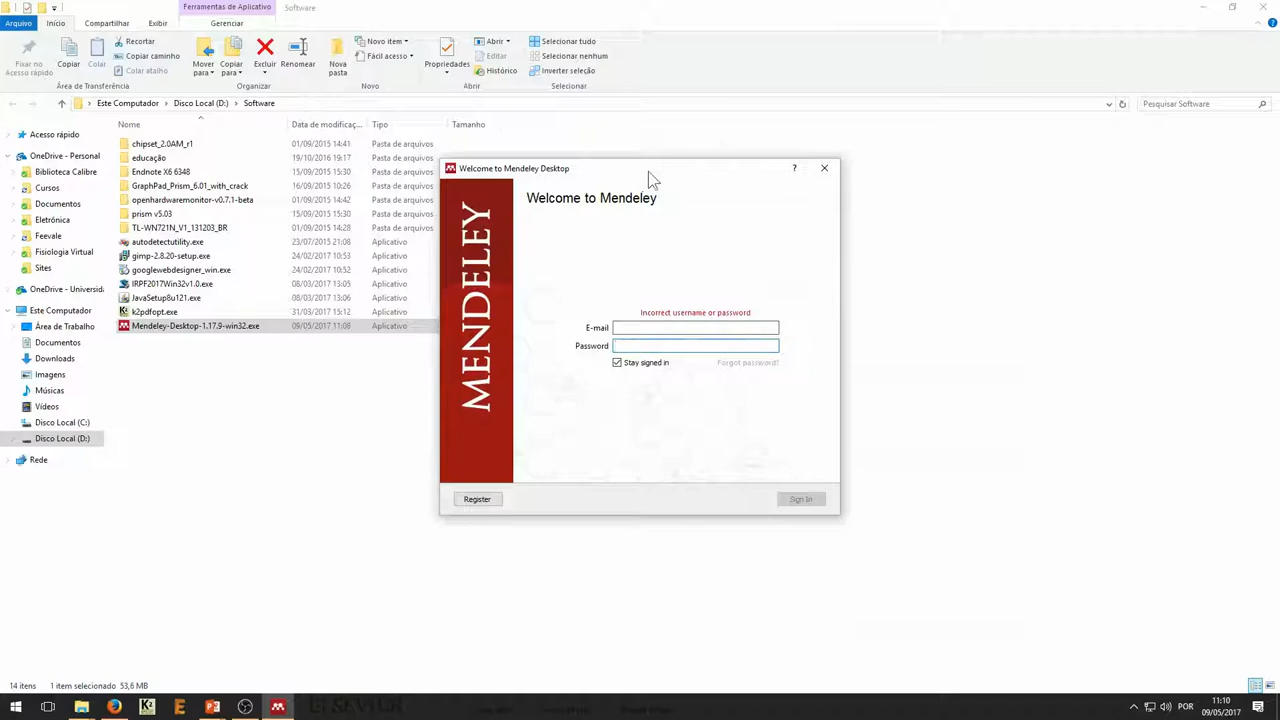 Ferramentas de Aplicativo
Software
Arquivo
Início
Compartilhar
Exibir
Gerenciar
Fixar no
Acesso rápido
Copiar
Colar
Recortar
Copiar caminho
Colar atalho
Área de Transferência
Mover
para
Copiar
para
Excluir
Renomear
Organizar
Nova
pasta
Novo item
Fácil acesso
Novo
Propriedades
Abrir
Editar
Histórico
Abrir
Selecionar tudo
Selecionar nenhum
Inverter seleção
Selecionar
Este Computador
Disco Local (D:)
Software
Pesquisar Software
Nome
Data de modificaç...
Tipo
Tamanho
Acesso rápido
OneDrive - Personal
Biblioteca Calibre
Cursos
Documentos
Eletrônica
Feevale
Fisiologia Virtual
Sites
OneDrive - Universid
Este Computador
Área de Trabalho
Documentos
Downloads
Imagens
Músicas
Vídeos
Disco Local (C:)
Disco Local (D:)
Rede
chipset_2.0AM_r1 01/09/2015 14:41 Pasta de arquivos
educação 19/10/2016 19:17 Pasta de arquivos
Endnote X6 6348 15/09/2015 15:30 Pasta de arquivos
GraphPad_Prism_6.01_with_crack 16/09/2015 10:26 Pasta de arquivos
openhardwaremonitor-v0.7.1-beta 01/09/2015 14:42 Pasta de arquivos
prism v5.03 15/09/2015 15:30 Pasta de arquivos
TL-WN721N_V1_131203_BR 01/09/2015 14:28 Pasta de arquivos
autodetectutility.exe 23/07/2015 21:08 Aplicativo
gimp-2.8.20-setup.exe 24/02/2017 10:53 Aplicativo
googlewebdesigner_win.exe 24/02/2017 10:52 Aplicativo
IRPF2017Win32v1.0.exe 08/03/2017 13:04 Aplicativo
JavaSetup8u121.exe 08/03/2017 13:06 Aplicativo
k2pdfopt.exe 31/03/2017 15:12 Aplicativo
Mendeley-Desktop-1.17.9-win32.exe 09/05/2017 11:08 Aplicativo
Welcome to Mendeley Desktop
?
MENDELEY
Welcome to Mendeley
Incorrect username or password
E-mail
Password
Stay signed in
Forgot password?
Register
Sign In
14 itens
1 item selecionado 53,6 MB
POR
11:10
09/05/2017